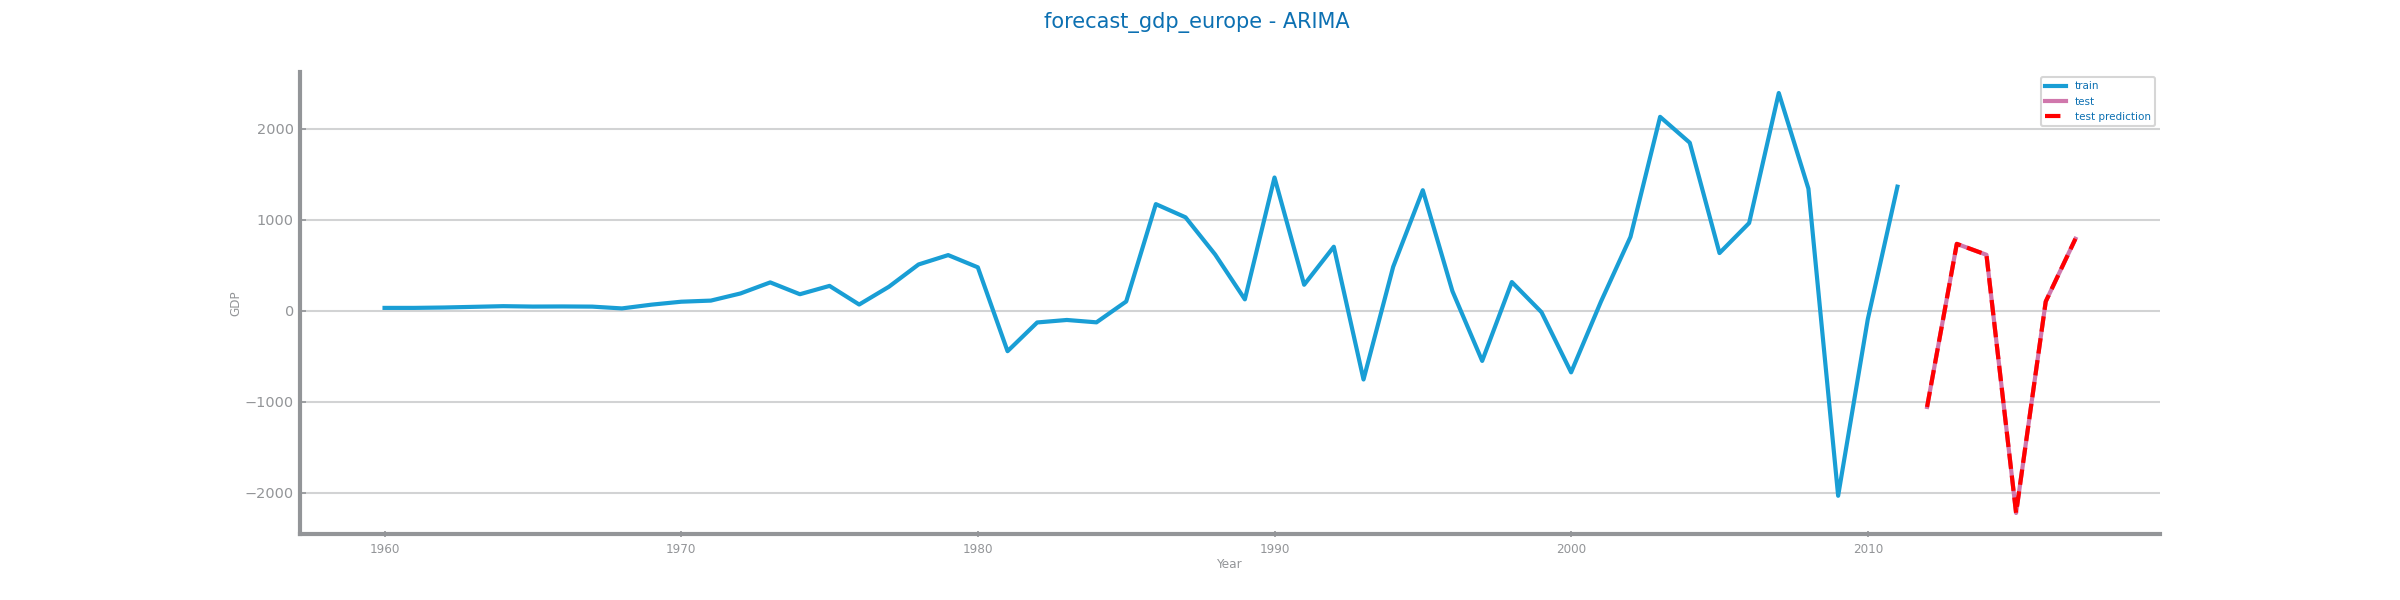 forecast_gdp_europe - ARIMA
train
test
test prediction
2000
1000
0
−1000
−2000
GDP
1960 1970 1980 1990 2000 2010
Year